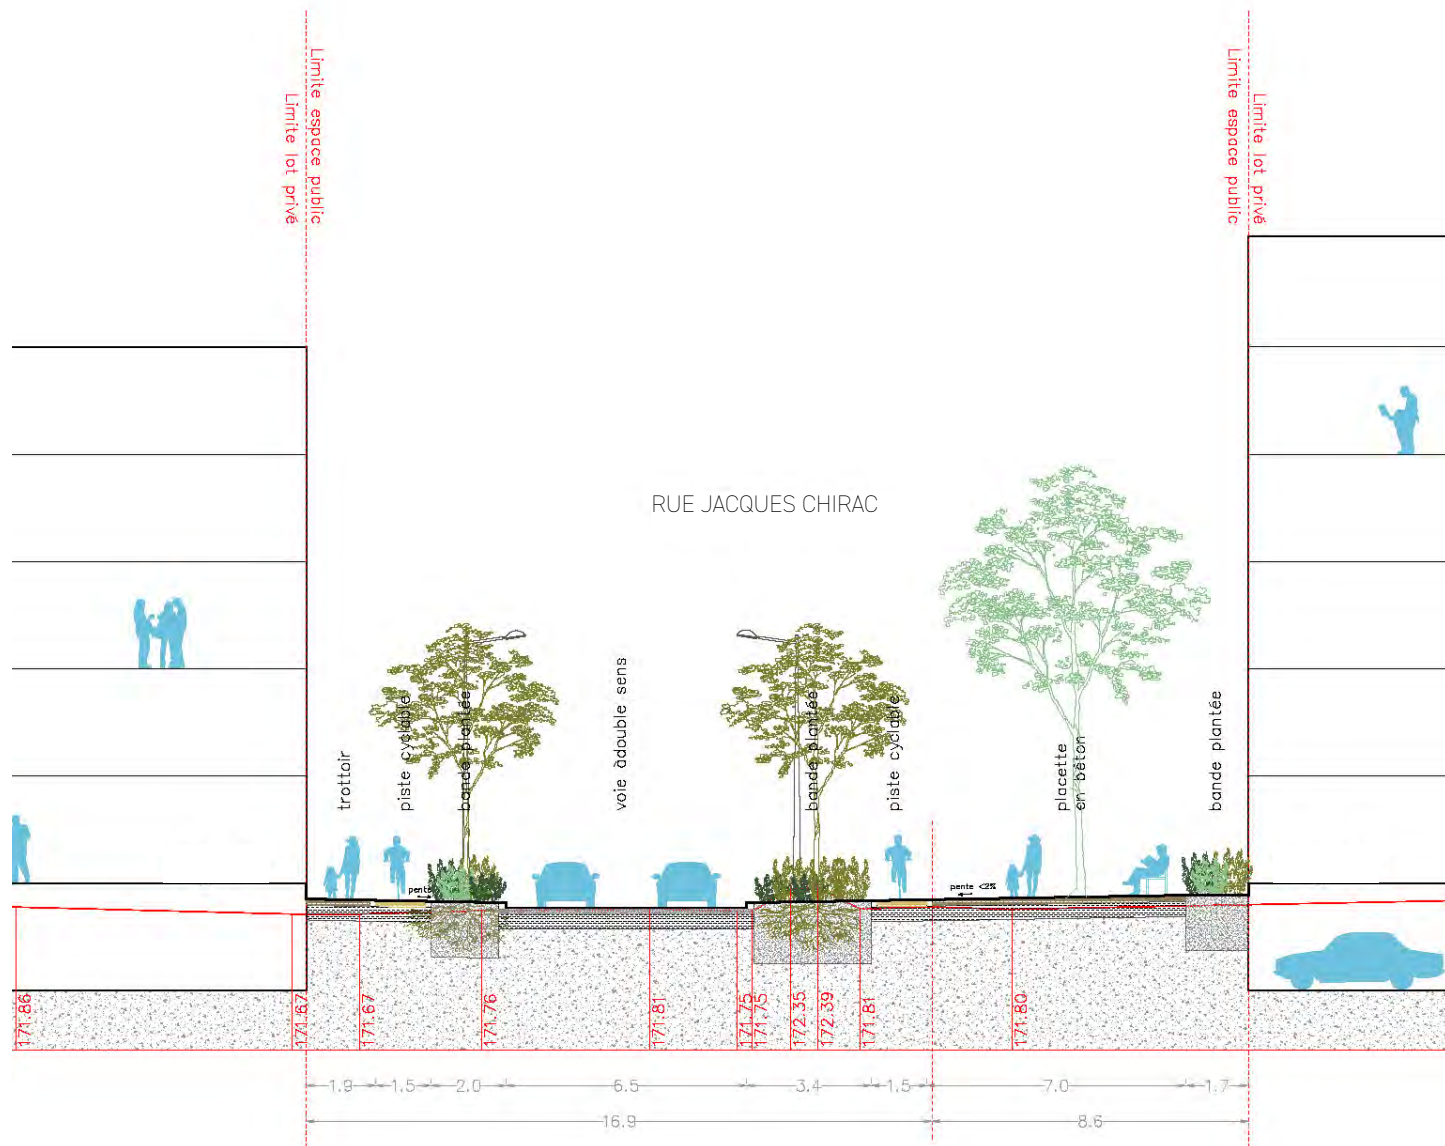 Limite espace public
Limite lot privé
Limite espace public
Limite lot privé
RUE JACQUES CHIRAC
trottoir
piste cyclable
bande plantée
voie àdouble sens
bande plantée
piste cyclable
placette
en béton
bande plantée
pente
pente <2%
171.86
171.67
171.67
171.76
171.81
171.75
171.75
172.35
172.39
171.81
171.80
1.9 1.5 2.0 6.5 3.4 1.5 7.0 1.7
16.9 8.6